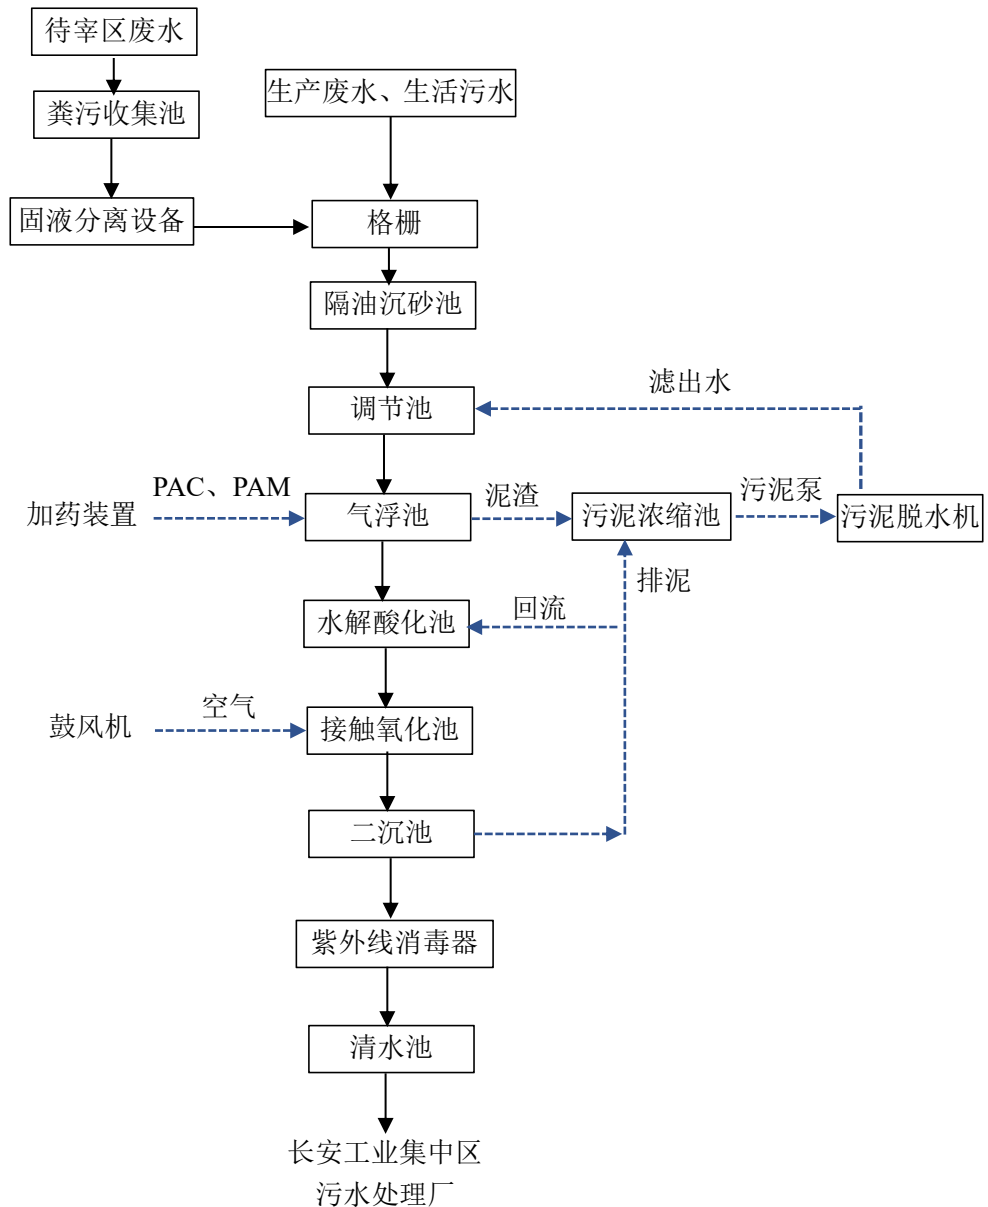 待宰区废水
粪污收集池
生产废水、生活污水
固液分离设备
格栅
隔油沉砂池
滤出水
调节池
加药装置
PAC、PAM
气浮池
泥渣
污泥浓缩池
污泥泵
污泥脱水机
排泥
水解酸化池
回流
鼓风机
空气
接触氧化池
二沉池
紫外线消毒器
清水池
长安工业集中区
污水处理厂